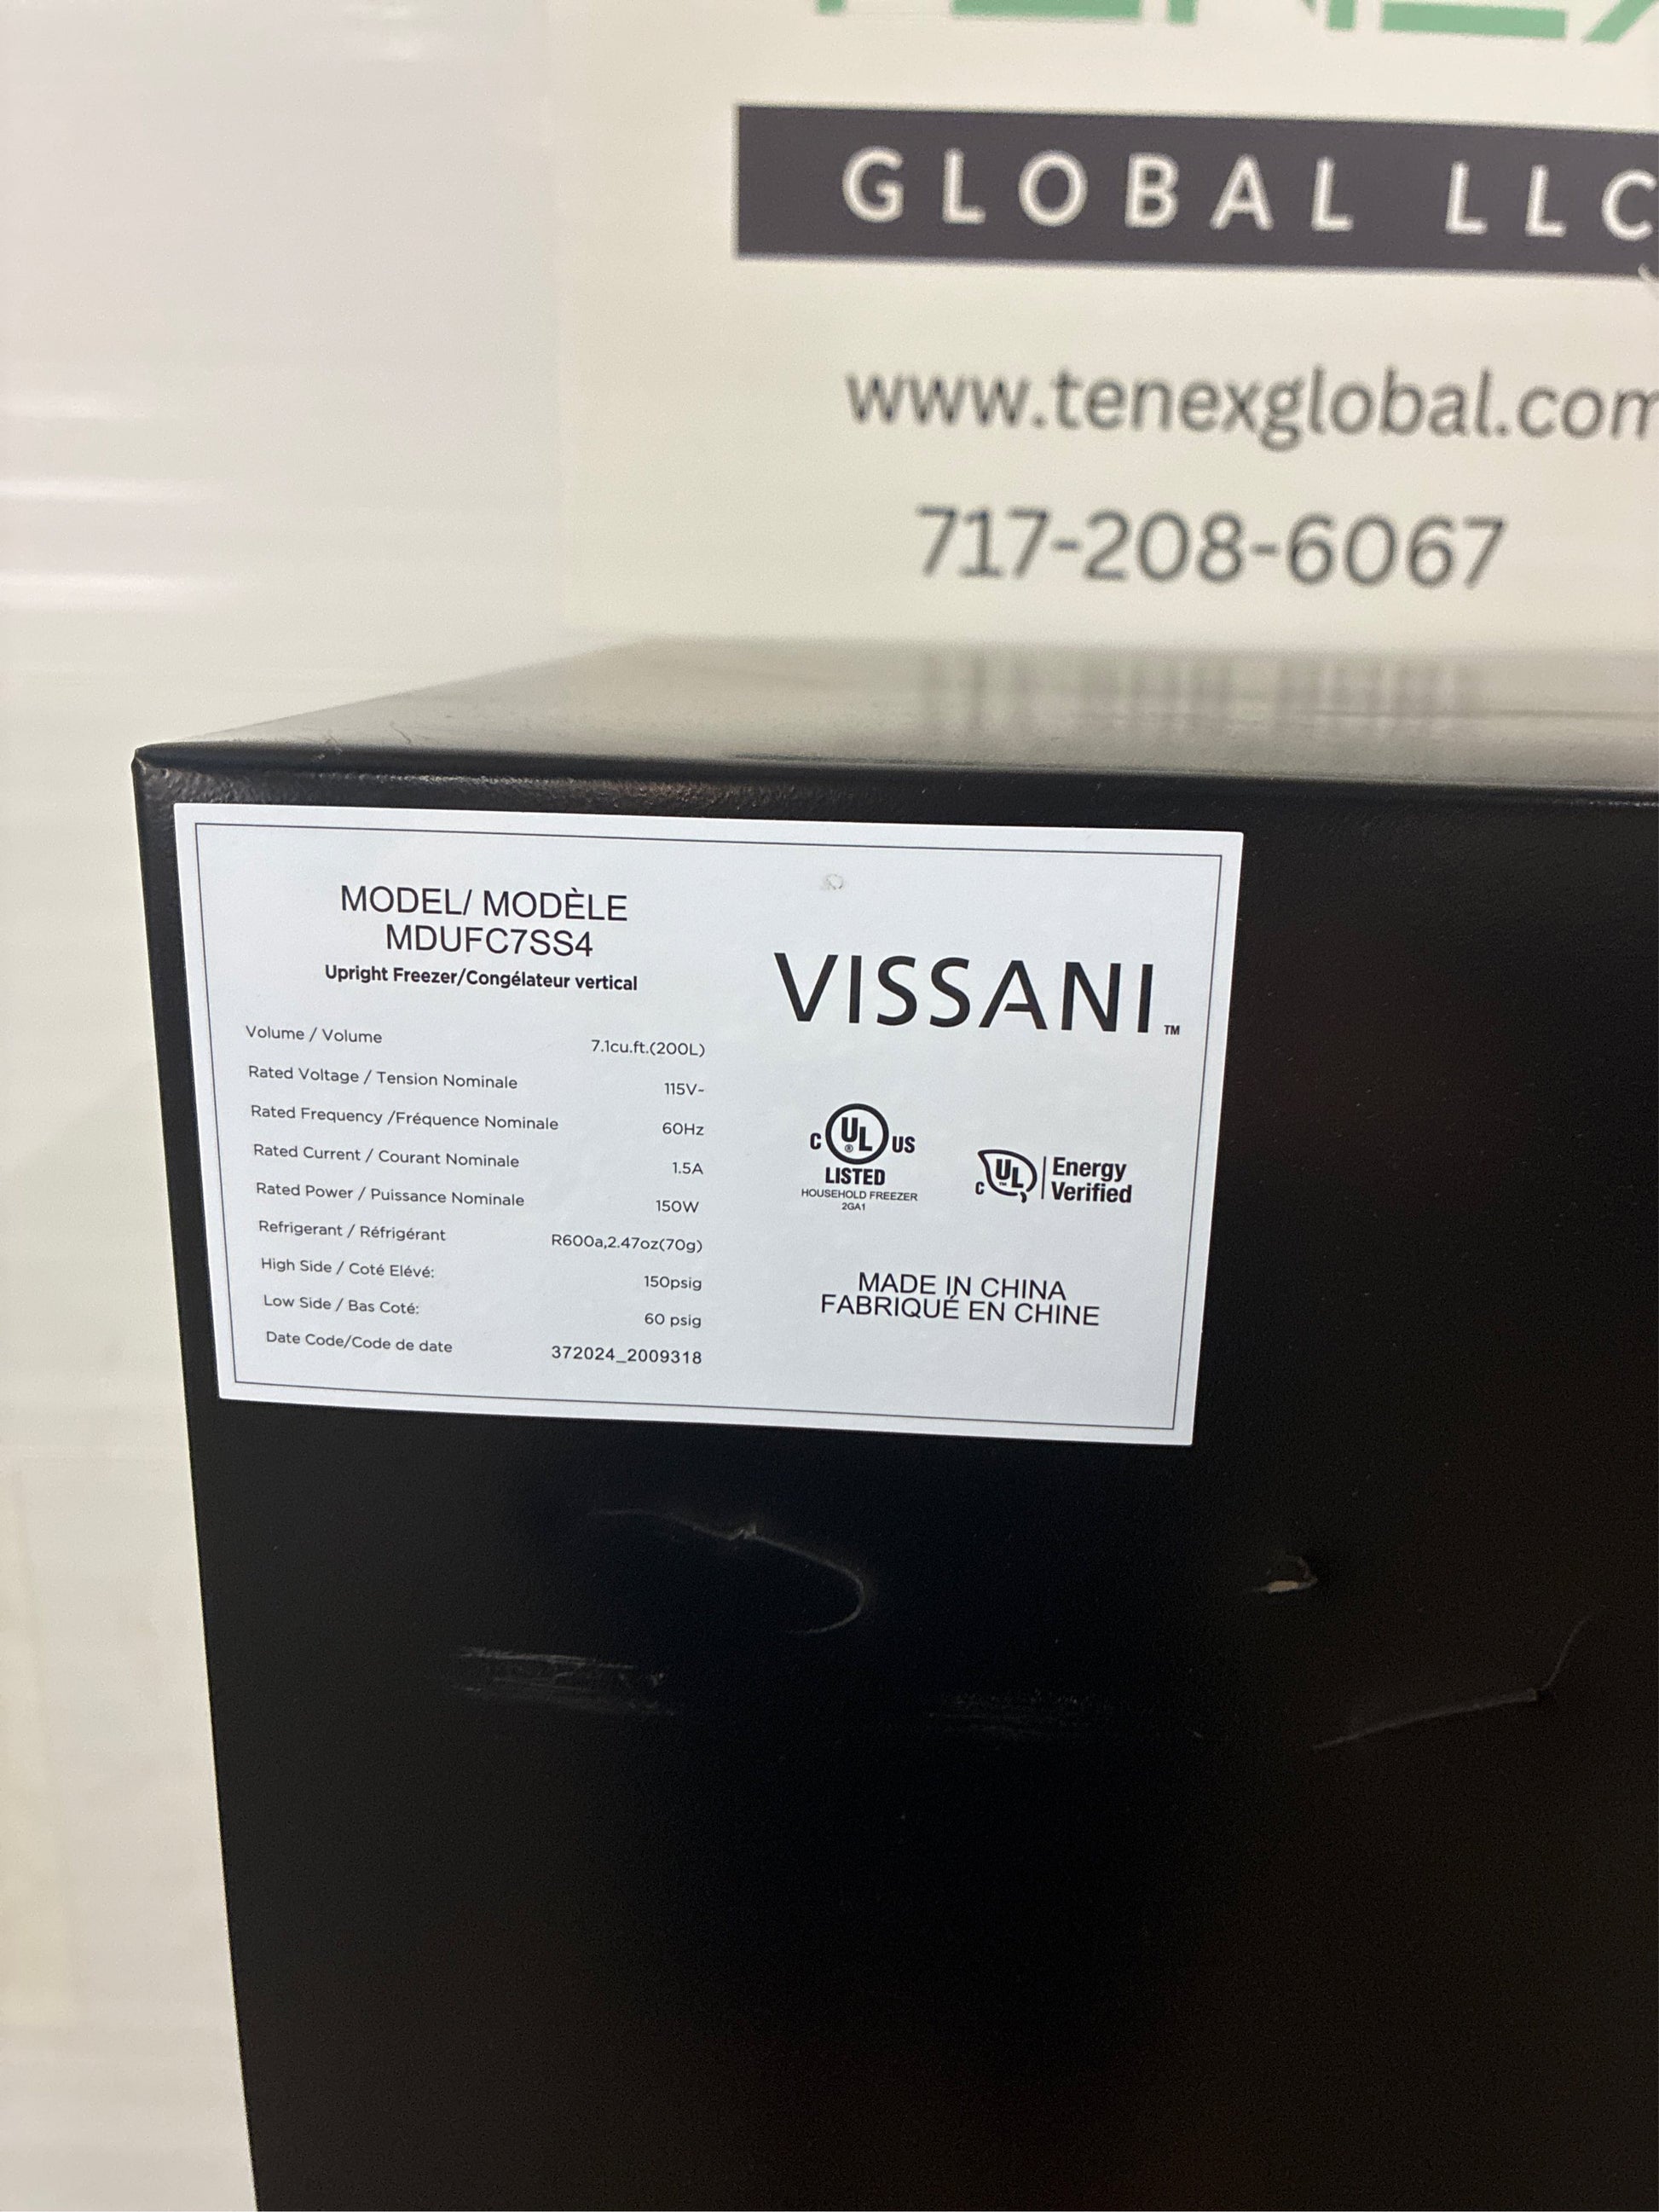 GLOBAL LLC
www.tenexglobal.com
717-208-6067
MODEL/ MODÈLE
MDUFC7SS4
Upright Freezer/Congélateur vertical
Volume / Volume 7.1cu.ft.(200L)
Rated Voltage / Tension Nominale 115V~
Rated Frequency /Fréquence Nominale 60Hz
Rated Current / Courant Nominale 1.5A
Rated Power / Puissance Nominale 150W
Refrigerant / Réfrigérant R600a,2.47oz(70g)
High Side / Coté Elévé: 150psig
Low Side / Bas Coté: 60 psig
Date Code/Code de date 372024_2009318
VISSANI™
C UL® US
LISTED
HOUSEHOLD FREEZER
2GA1
C UL™ Energy
Verified
MADE IN CHINA
FABRIQUÉ EN CHINE